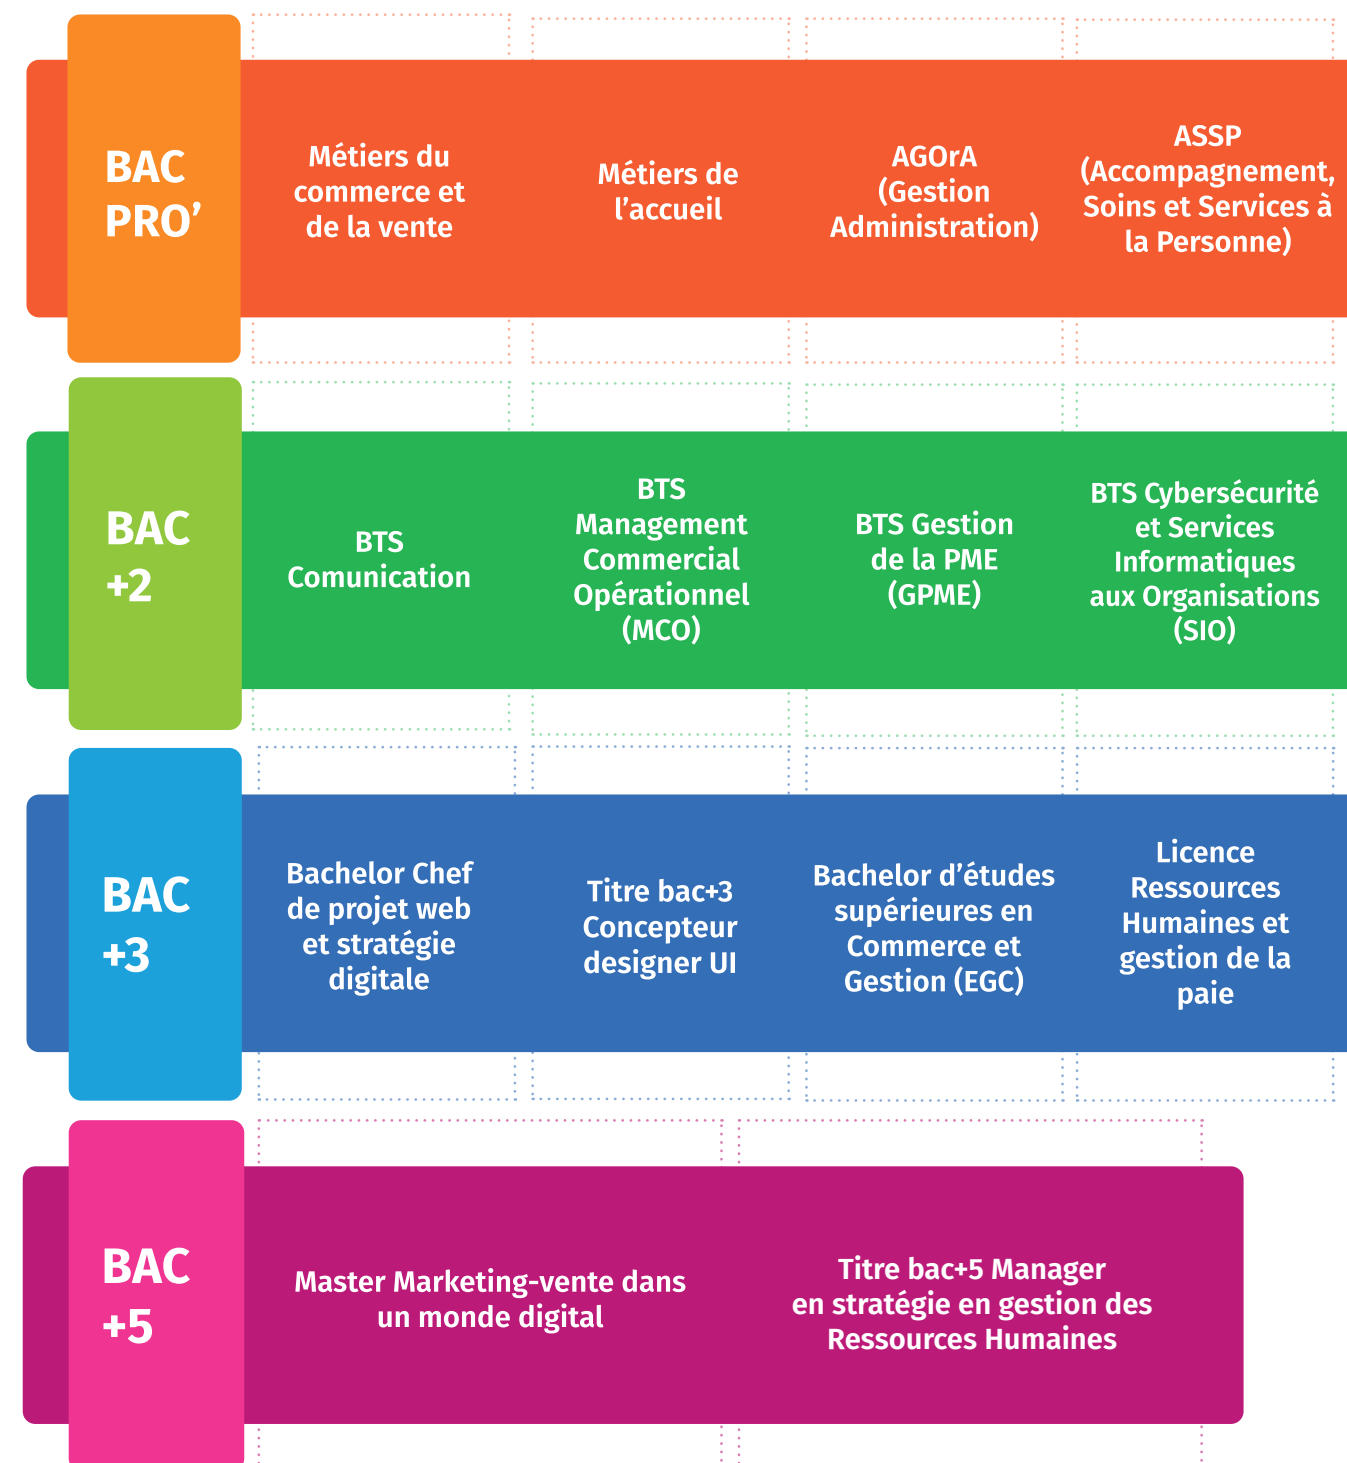 BAC
PRO’
Métiers du
commerce et
de la vente
Métiers de
l’accueil
AGOrA
(Gestion
Administration)
ASSP
(Accompagnement,
Soins et Services à
la Personne)
BAC
+2
BTS
Comunication
BTS
Management
Commercial
Opérationnel
(MCO)
BTS Gestion
de la PME
(GPME)
BTS Cybersécurité
et Services
Informatiques
aux Organisations
(SIO)
BAC
+3
Bachelor Chef
de projet web
et stratégie
digitale
Titre bac+3
Concepteur
designer UI
Bachelor d’études
supérieures en
Commerce et
Gestion (EGC)
Licence
Ressources
Humaines et
gestion de la
paie
BAC
+5
Master Marketing-vente dans
un monde digital
Titre bac+5 Manager
en stratégie en gestion des
Ressources Humaines